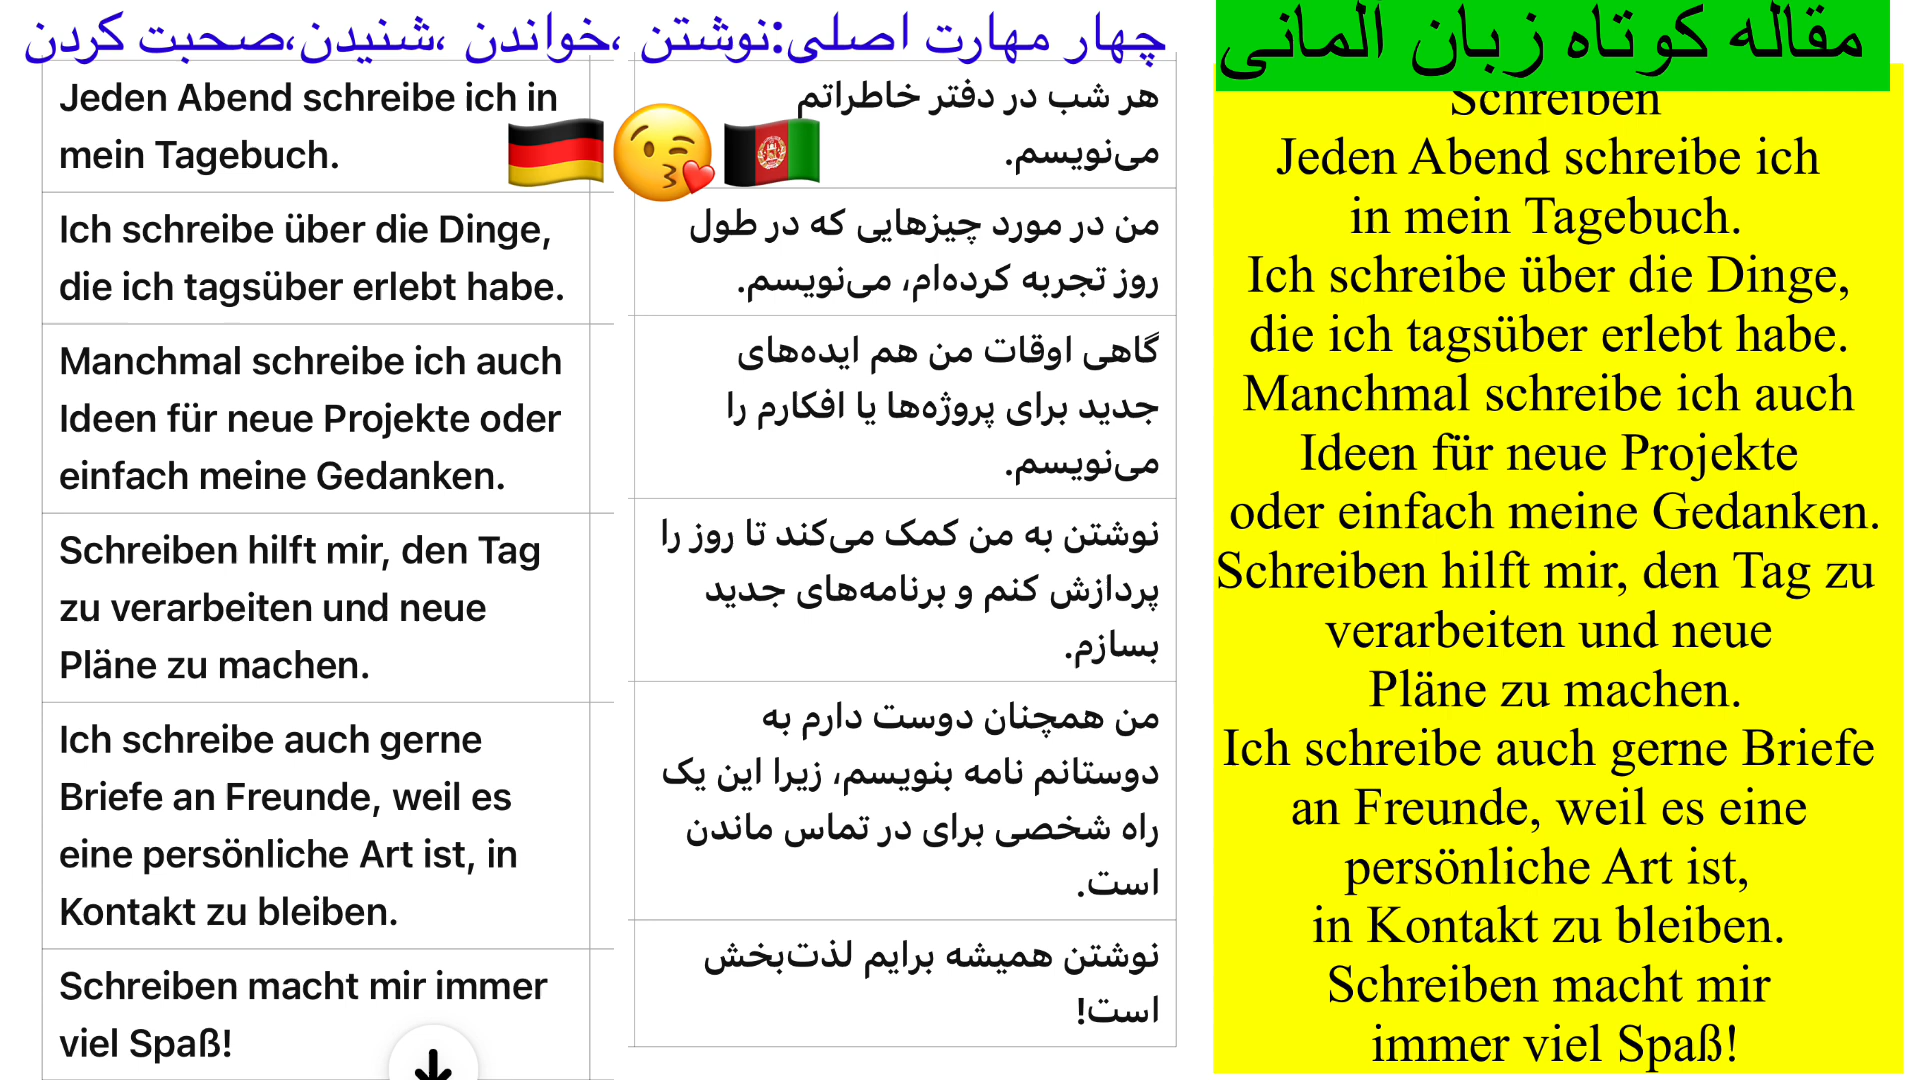 چهار مهارت اصلی:نوشتن ،خواندن ،شنیدن،صحبت کردن
مقاله کوتاه زبان آلمانی
Jeden Abend schreibe ich in
mein Tagebuch.
Ich schreibe über die Dinge,
die ich tagsüber erlebt habe.
Manchmal schreibe ich auch
Ideen für neue Projekte oder
einfach meine Gedanken.
Schreiben hilft mir, den Tag
zu verarbeiten und neue
Pläne zu machen.
Ich schreibe auch gerne
Briefe an Freunde, weil es
eine persönliche Art ist, in
Kontakt zu bleiben.
Schreiben macht mir immer
viel Spaß!
هر شب در دفتر خاطراتم
می‌نویسم.
من در مورد چیزهایی که در طول
روز تجربه کرده‌ام، می‌نویسم.
گاهی اوقات من هم ایده‌های
جدید برای پروژه‌ها یا افکارم را
می‌نویسم.
نوشتن به من کمک می‌کند تا روز را
پردازش کنم و برنامه‌های جدید
بسازم.
من همچنان دوست دارم به
دوستانم نامه بنویسم، زیرا این یک
راه شخصی برای در تماس ماندن
است.
نوشتن همیشه برایم لذت‌بخش
است!
Schreiben
Jeden Abend schreibe ich
in mein Tagebuch.
Ich schreibe über die Dinge,
die ich tagsüber erlebt habe.
Manchmal schreibe ich auch
Ideen für neue Projekte
oder einfach meine Gedanken.
Schreiben hilft mir, den Tag zu
verarbeiten und neue
Pläne zu machen.
Ich schreibe auch gerne Briefe
an Freunde, weil es eine
persönliche Art ist,
in Kontakt zu bleiben.
Schreiben macht mir
immer viel Spaß!